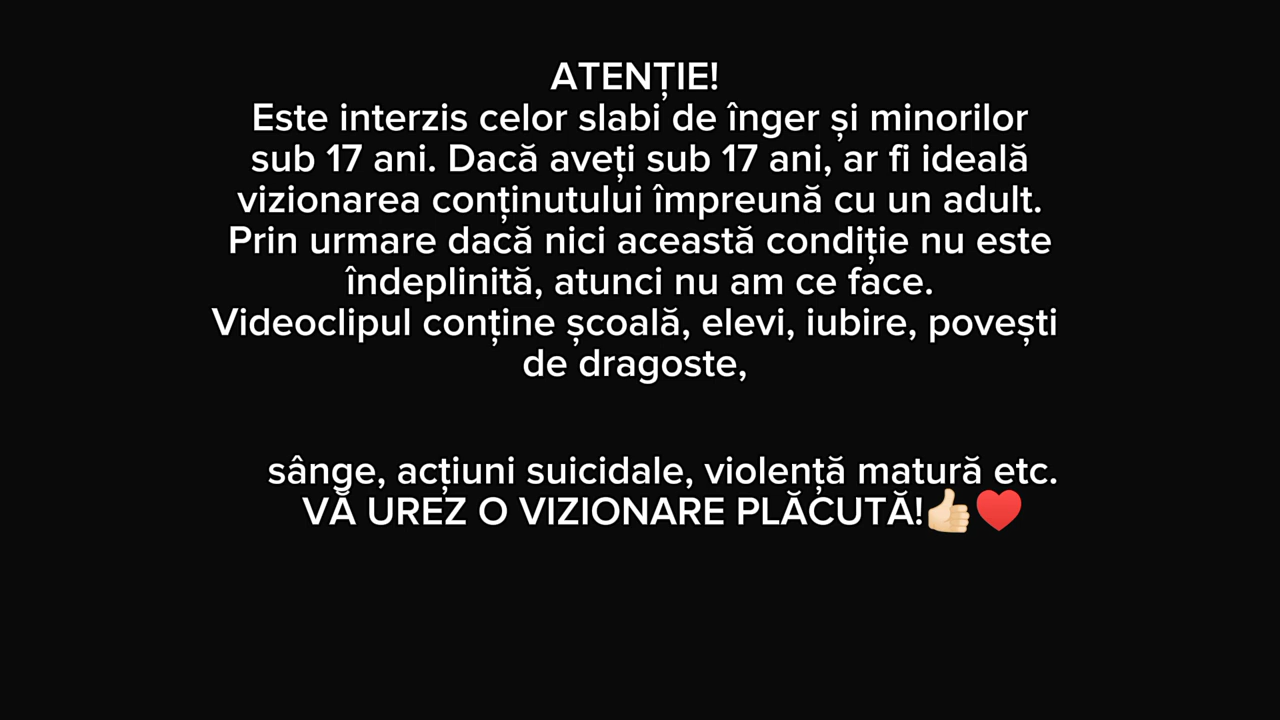 ATENȚIE!
Este interzis celor slabi de înger și minorilor
sub 17 ani. Dacă aveți sub 17 ani, ar fi ideală
vizionarea conținutului împreună cu un adult.
Prin urmare dacă nici această condiție nu este
îndeplinită, atunci nu am ce face.
Videoclipul conține școală, elevi, iubire, povești
de dragoste,
sânge, acțiuni suicidale, violență matură etc.
VĂ UREZ O VIZIONARE PLĂCUTĂ!👍🏻♥️